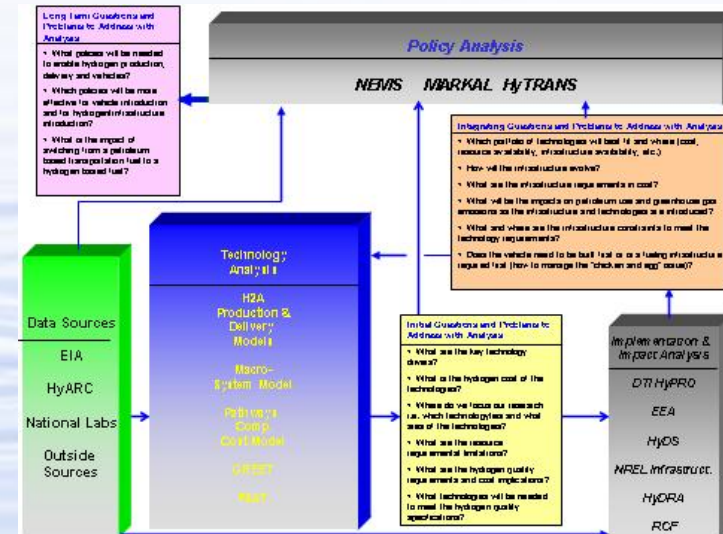 Long Term Questions and
Problems to Address with
Analysis
• What policies will be needed
to enable hydrogen production,
delivery and vehicles?
• Which policies will be more
effective for vehicle introduction
and for hydrogen infrastructure
introduction?
• What is the impact of
switching from a petroleum
based transportation fuel to a
hydrogen based fuel?
Policy Analysis
NEMS MARKAL HyTRANS
Integrating Questions and Problems to Address with Analysis
• Which portfolio of technologies will best fit and where (cost,
resource availability, infrastructure availability, etc.)
• How will the infrastructure evolve?
• What are the infrastructure requirements in cost?
• What will be the impacts on petroleum use and greenhouse gas
emissions as the infrastructure and technologies are introduced?
• What and where are the infrastructure constraints to meet the
technology requirements?
• Does the vehicle need to be built first or is a fueling infrastructure
required first (how to manage the "chicken and egg" issue)?
Data Sources
EIA
HyARC
National Labs
Outside
Sources
Technology
Analysis
H2A
Production &
Delivery
Models
Macro-
System Model
Pathways
Comp
Cost Model
GREET
Initial Questions and Problems to
Address with Analysis
• What are the key technology
drivers?
• What is the hydrogen cost of the
technologies?
• Where do we focus our research
i.e. which technologies and what
area of the technologies?
• What are the resource
requirements limitations?
• What are the hydrogen quality
requirements and cost implications?
• What technologies will be needed
to meet the hydrogen quality
specifications?
Implementation &
Impact Analysis
DTI HyPRO
EEA
HyDS
NREL Infrastruct.
HyDRA
RCF